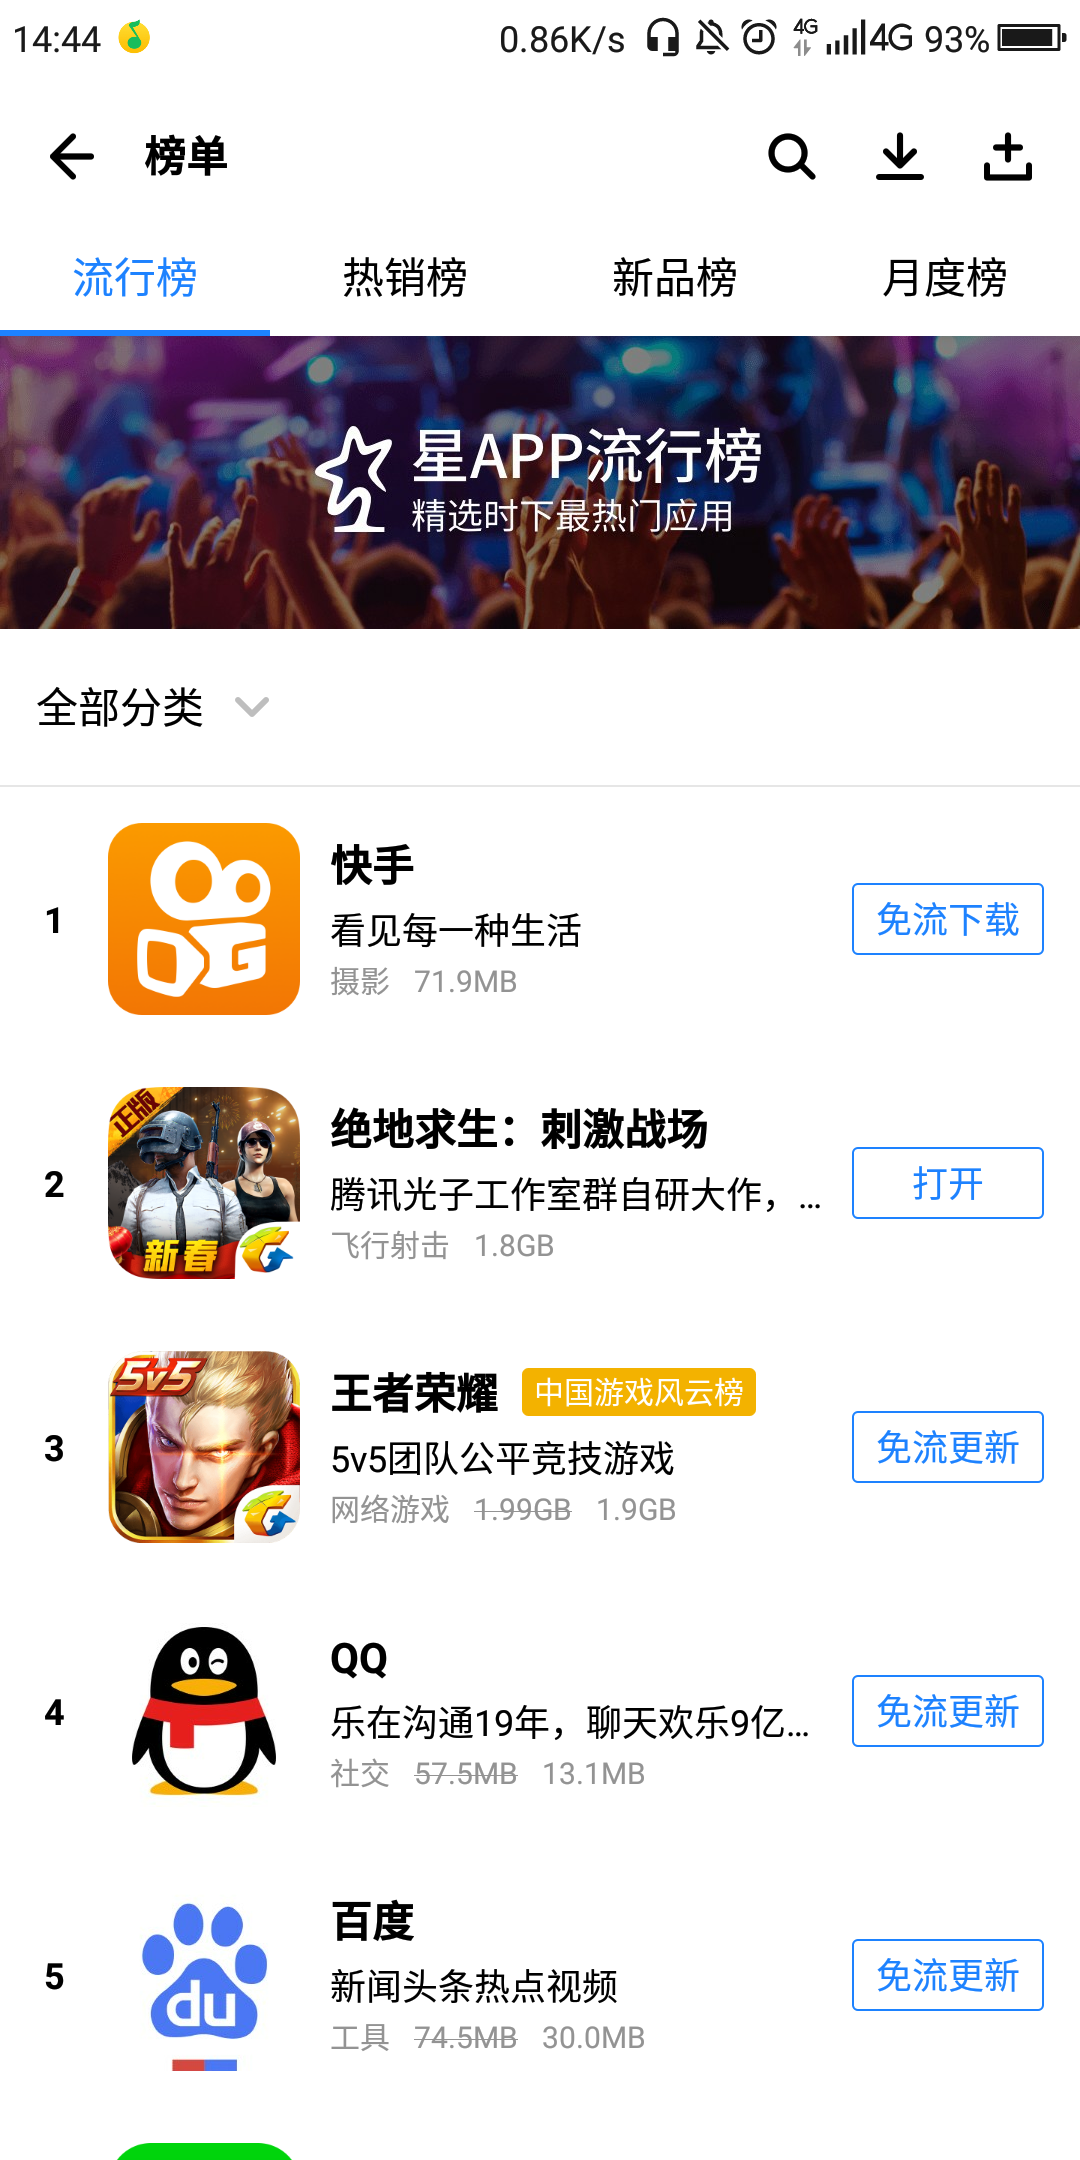 14:44 0.86K/s 4G 4G 93%
榜单
流行榜 热销榜 新品榜 月度榜
星APP流行榜
精选时下最热门应用
全部分类
1
快手
看见每一种生活
摄影 71.9MB
免流下载
2
正版
新春
绝地求生：刺激战场
腾讯光子工作室群自研大作，...
飞行射击 1.8GB
打开
3
5v5
王者荣耀 中国游戏风云榜
5v5团队公平竞技游戏
网络游戏 1.99GB 1.9GB
免流更新
4
QQ
乐在沟通19年，聊天欢乐9亿...
社交 57.5MB 13.1MB
免流更新
5
du
百度
新闻头条热点视频
工具 74.5MB 30.0MB
免流更新